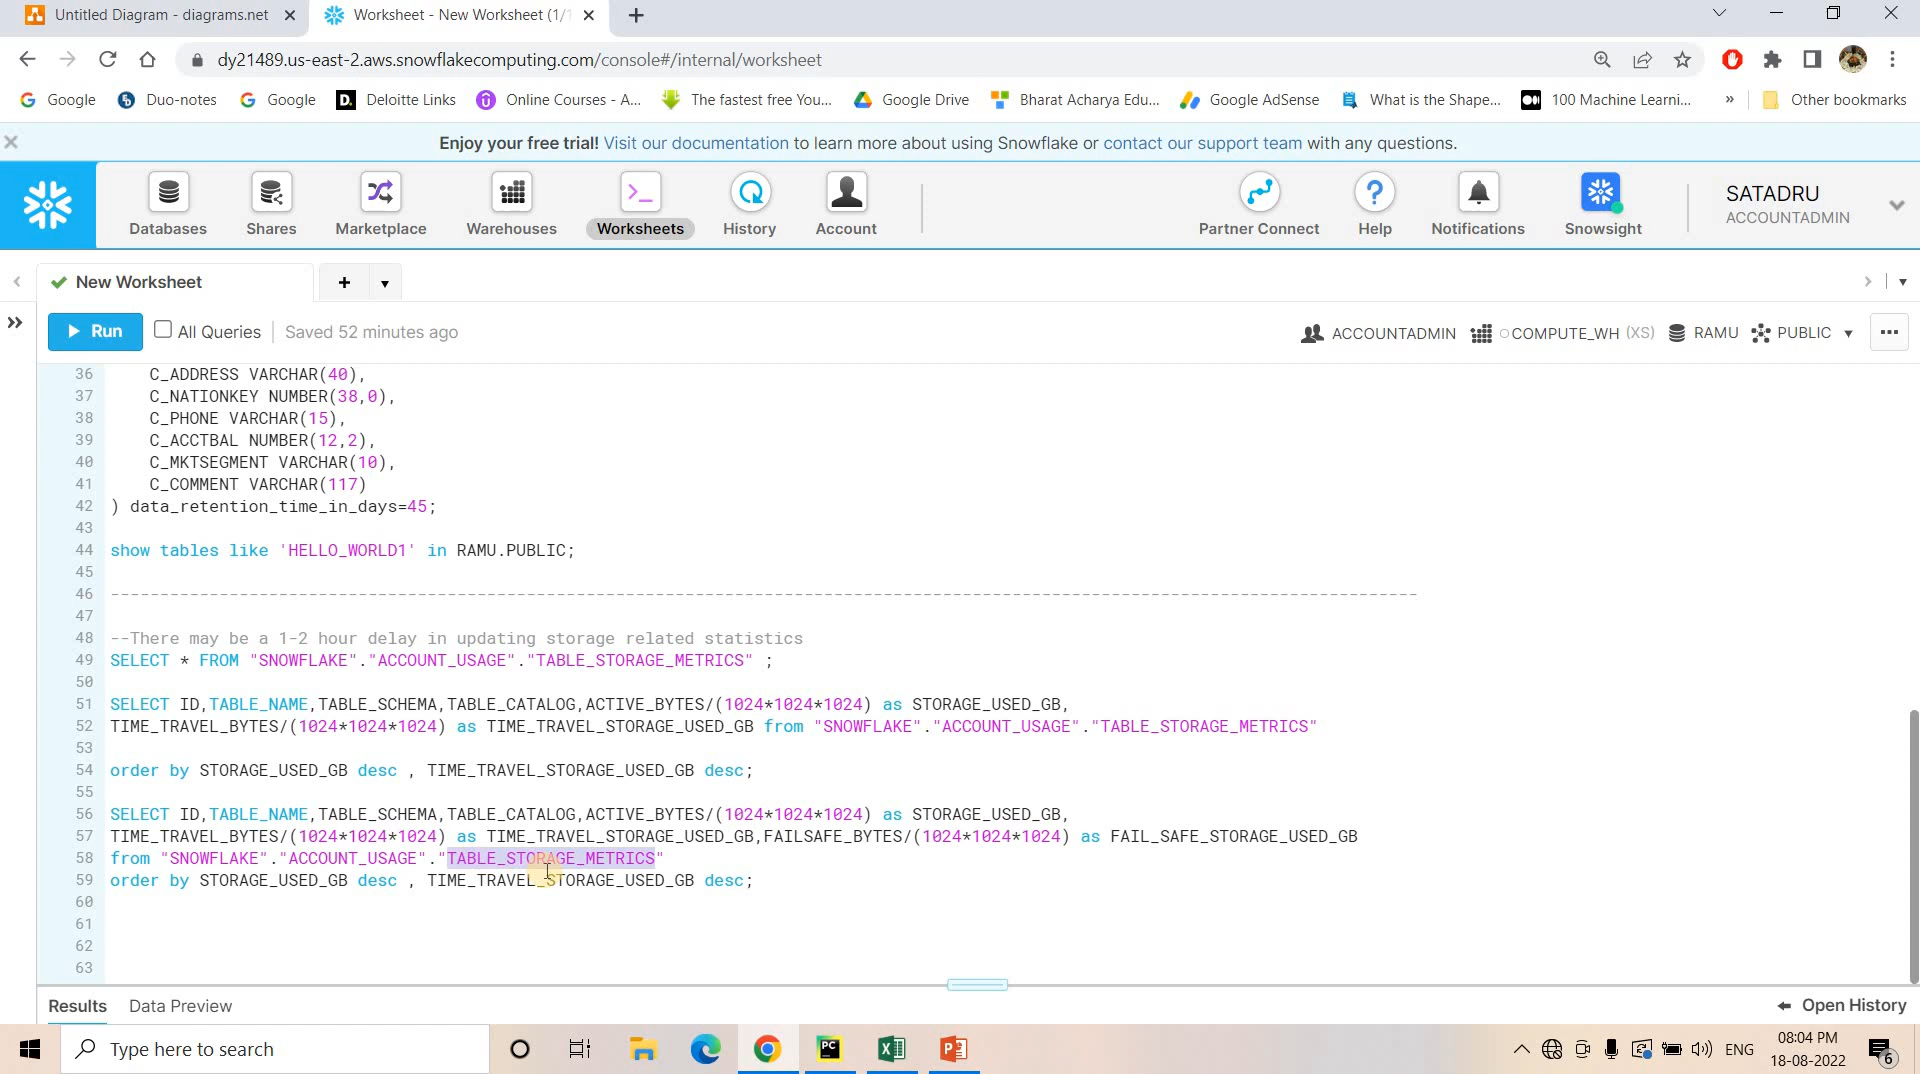 Untitled Diagram - diagrams.net
Worksheet - New Worksheet (1/1
dy21489.us-east-2.aws.snowflakecomputing.com/console#/internal/worksheet
Google
Duo-notes
Google
Deloitte Links
Online Courses - A...
The fastest free You...
Google Drive
Bharat Acharya Edu...
Google AdSense
What is the Shape...
100 Machine Learni...
»
Other bookmarks
Enjoy your free trial! Visit our documentation to learn more about using Snowflake or contact our support team with any questions.
Databases
Shares
Marketplace
Warehouses
Worksheets
History
Account
Partner Connect
Help
Notifications
Snowsight
SATADRU
ACCOUNTADMIN
New Worksheet
Run
All Queries
Saved 52 minutes ago
ACCOUNTADMIN
COMPUTE_WH (XS)
RAMU
PUBLIC
36 C_ADDRESS VARCHAR(40),
37 C_NATIONKEY NUMBER(38,0),
38 C_PHONE VARCHAR(15),
39 C_ACCTBAL NUMBER(12,2),
40 C_MKTSEGMENT VARCHAR(10),
41 C_COMMENT VARCHAR(117)
42 ) data_retention_time_in_days=45;
43
44 show tables like 'HELLO_WORLD1' in RAMU.PUBLIC;
45
46 ------------------------------------------------------------------------------------------------------------------------------------
47
48 --There may be a 1-2 hour delay in updating storage related statistics
49 SELECT * FROM "SNOWFLAKE"."ACCOUNT_USAGE"."TABLE_STORAGE_METRICS" ;
50
51 SELECT ID,TABLE_NAME,TABLE_SCHEMA,TABLE_CATALOG,ACTIVE_BYTES/(1024*1024*1024) as STORAGE_USED_GB,
52 TIME_TRAVEL_BYTES/(1024*1024*1024) as TIME_TRAVEL_STORAGE_USED_GB from "SNOWFLAKE"."ACCOUNT_USAGE"."TABLE_STORAGE_METRICS"
53
54 order by STORAGE_USED_GB desc , TIME_TRAVEL_STORAGE_USED_GB desc;
55
56 SELECT ID,TABLE_NAME,TABLE_SCHEMA,TABLE_CATALOG,ACTIVE_BYTES/(1024*1024*1024) as STORAGE_USED_GB,
57 TIME_TRAVEL_BYTES/(1024*1024*1024) as TIME_TRAVEL_STORAGE_USED_GB,FAILSAFE_BYTES/(1024*1024*1024) as FAIL_SAFE_STORAGE_USED_GB
58 from "SNOWFLAKE"."ACCOUNT_USAGE"."TABLE_STORAGE_METRICS"
59 order by STORAGE_USED_GB desc , TIME_TRAVEL_STORAGE_USED_GB desc;
60
61
62
63
Results
Data Preview
Open History
Type here to search
PC
ENG
08:04 PM
18-08-2022
6